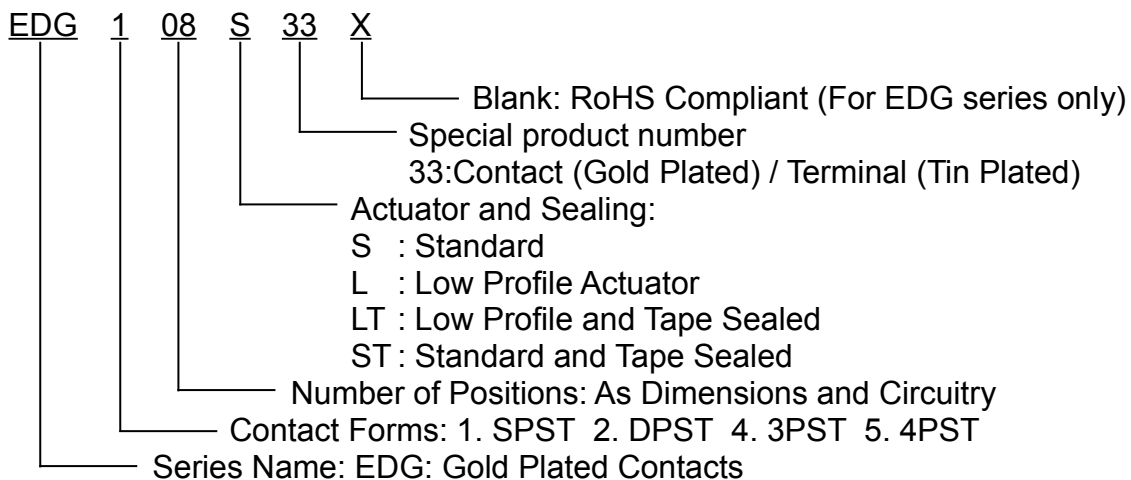 EDG 1 08 S 33 X
Blank: RoHS Compliant (For EDG series only)
Special product number
33:Contact (Gold Plated) / Terminal (Tin Plated)
Actuator and Sealing:
S : Standard
L : Low Profile Actuator
LT : Low Profile and Tape Sealed
ST : Standard and Tape Sealed
Number of Positions: As Dimensions and Circuitry
Contact Forms: 1. SPST 2. DPST 4. 3PST 5. 4PST
Series Name: EDG: Gold Plated Contacts